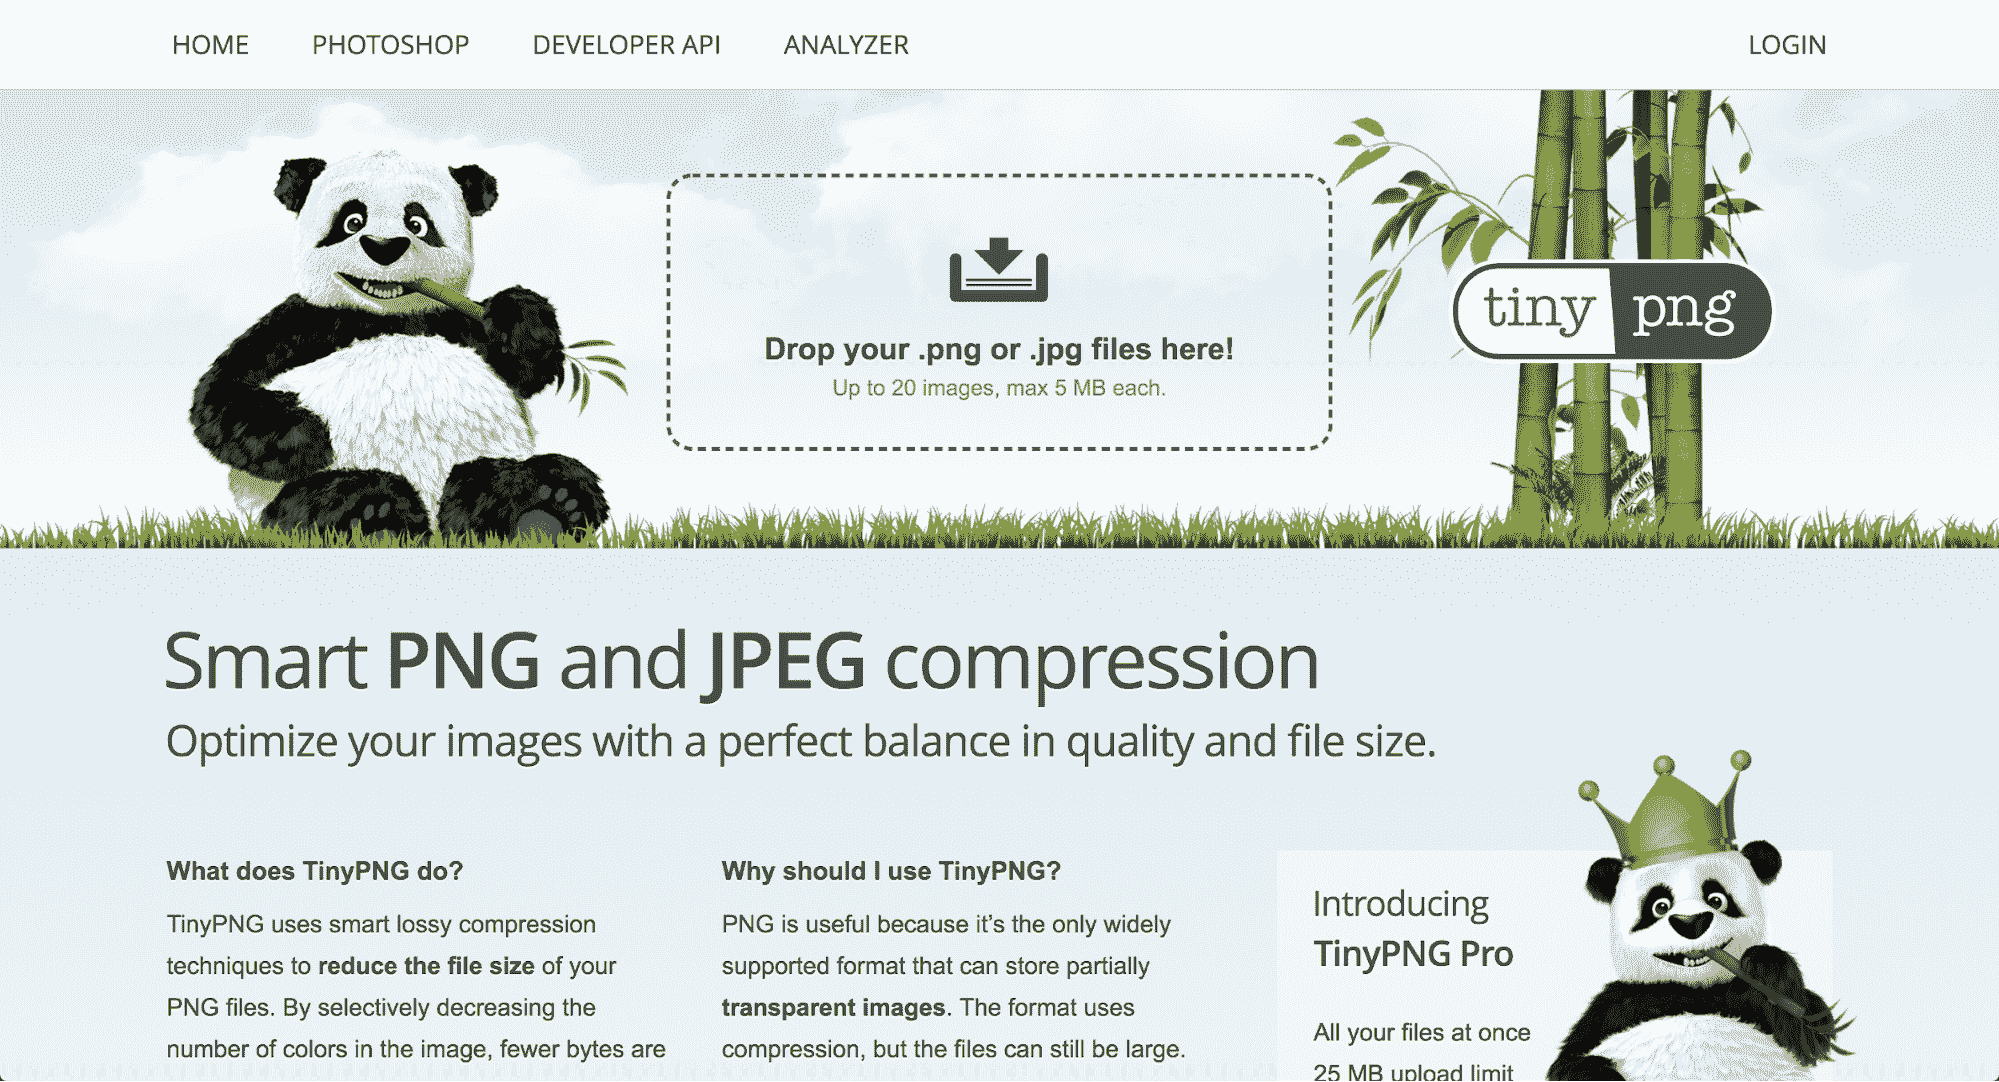 HOME PHOTOSHOP DEVELOPER API ANALYZER LOGIN
Drop your .png or .jpg files here!
Up to 20 images, max 5 MB each.
tiny png
Smart PNG and JPEG compression
Optimize your images with a perfect balance in quality and file size.
What does TinyPNG do?
TinyPNG uses smart lossy compression
techniques to reduce the file size of your
PNG files. By selectively decreasing the
number of colors in the image, fewer bytes are
Why should I use TinyPNG?
PNG is useful because it’s the only widely
supported format that can store partially
transparent images. The format uses
compression, but the files can still be large.
Introducing
TinyPNG Pro
All your files at once
25 MB upload limit